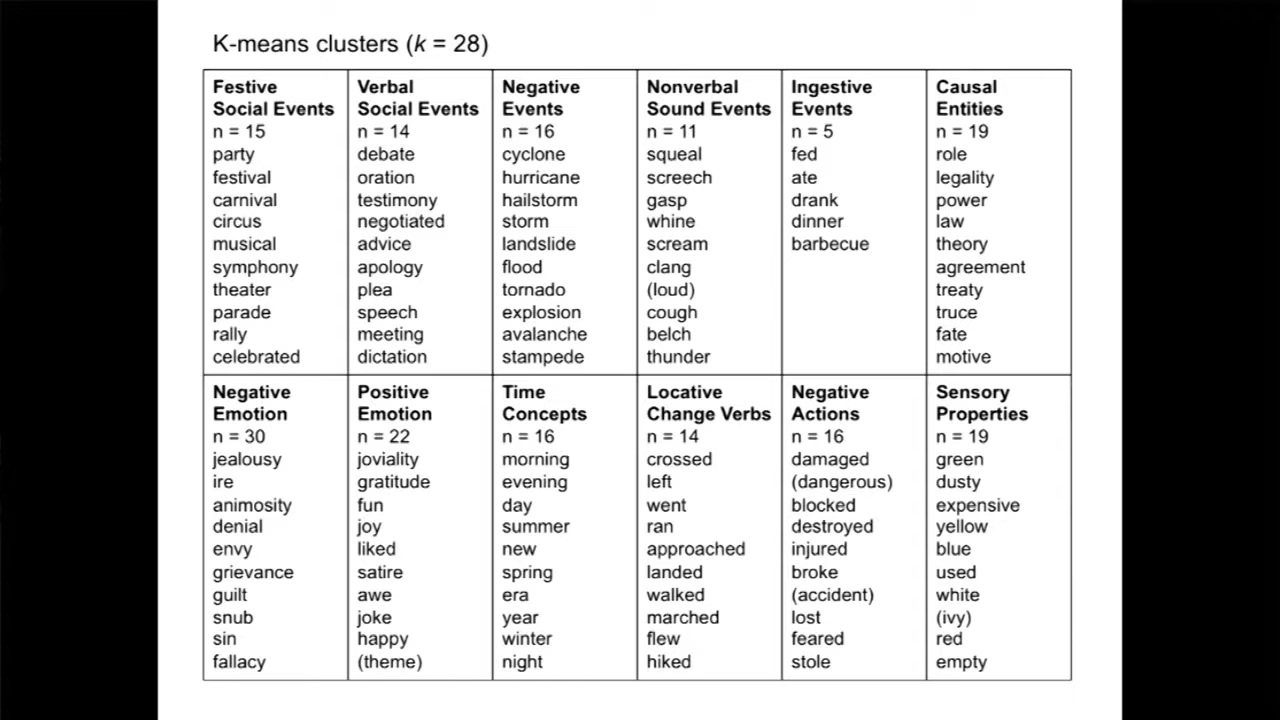 K-means clusters (k = 28)
Festive
Social Events
n = 15
party
festival
carnival
circus
musical
symphony
theater
parade
rally
celebrated
Verbal
Social Events
n = 14
debate
oration
testimony
negotiated
advice
apology
plea
speech
meeting
dictation
Negative
Events
n = 16
cyclone
hurricane
hailstorm
storm
landslide
flood
tornado
explosion
avalanche
stampede
Nonverbal
Sound Events
n = 11
squeal
screech
gasp
whine
scream
clang
(loud)
cough
belch
thunder
Ingestive
Events
n = 5
fed
ate
drank
dinner
barbecue
Causal
Entities
n = 19
role
legality
power
law
theory
agreement
treaty
truce
fate
motive
Negative
Emotion
n = 30
jealousy
ire
animosity
denial
envy
grievance
guilt
snub
sin
fallacy
Positive
Emotion
n = 22
joviality
gratitude
fun
joy
liked
satire
awe
joke
happy
(theme)
Time
Concepts
n = 16
morning
evening
day
summer
new
spring
era
year
winter
night
Locative
Change Verbs
n = 14
crossed
left
went
ran
approached
landed
walked
marched
flew
hiked
Negative
Actions
n = 16
damaged
(dangerous)
blocked
destroyed
injured
broke
(accident)
lost
feared
stole
Sensory
Properties
n = 19
green
dusty
expensive
yellow
blue
used
white
(ivy)
red
empty